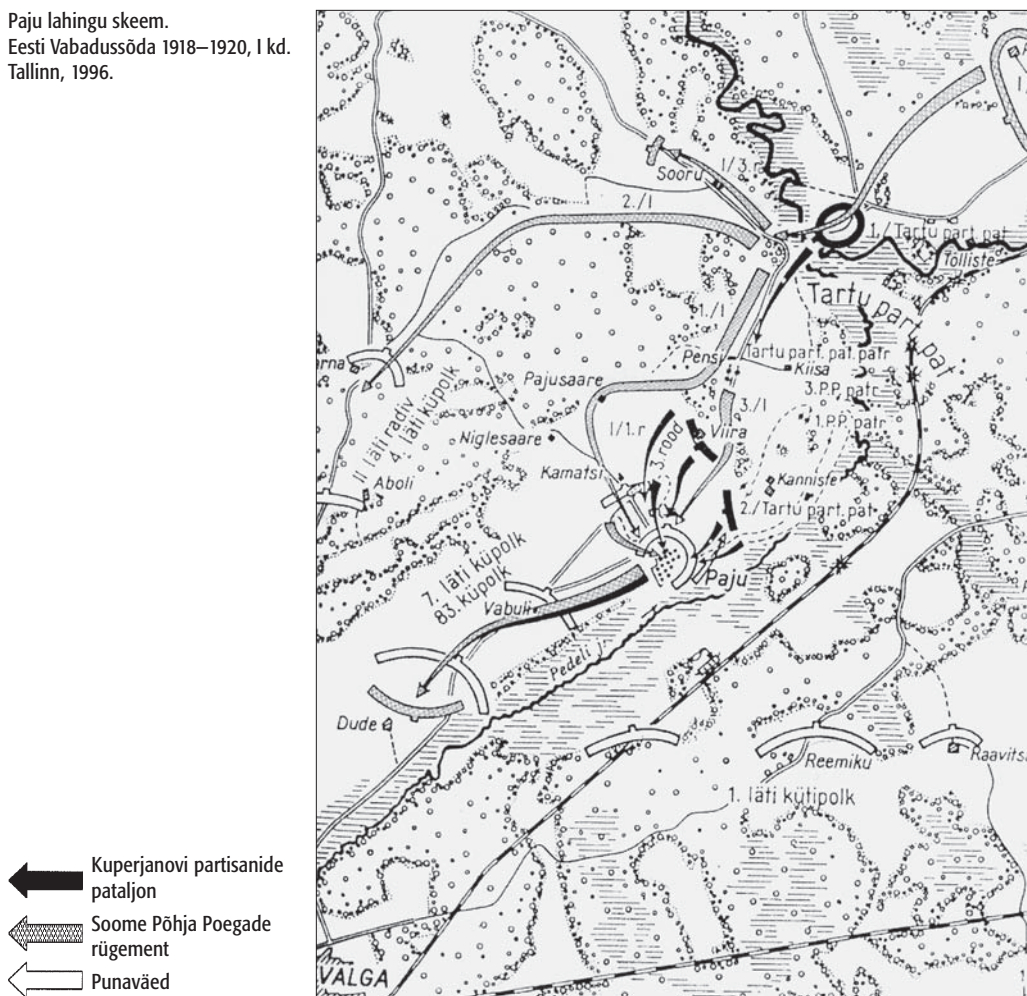 Paju lahingu skeem.
Eesti Vabadussõda 1918–1920, I kd.
Tallinn, 1996.
Sooru
I/3.r
2./I
1./Tartu part. pat.
Tõlliste
Tartu part. pat
1./I
Pensi
Tartu part. pat. patr
Kiisa
Pajusaare
3.P.P. patr
3./I
1.P.P. patr
I/1.r
Viira
3.rood
Niglesaare
Kamatsi
Kanniste
2./Tartu part. pat
II läti radiv
4. läti küpolk
Aboli
7. läti küpolk
83. küpolk
Paju
Vabuli
Pedeli j.
Dude
Reemiku
1. läti kütipolk
VALGA
Kuperjanovi partisanide
pataljon
Soome Põhja Poegade
rügement
Punaväed